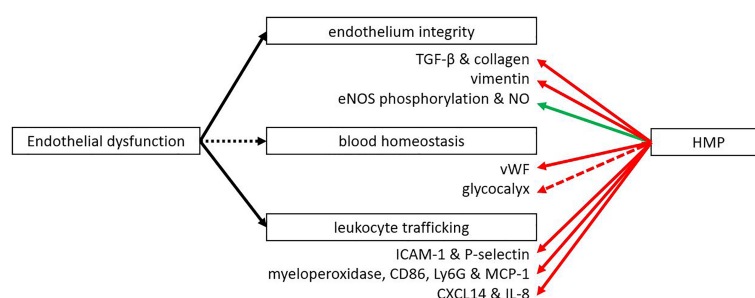 endothelium integrity
TGF-β & collagen
vimentin
eNOS phosphorylation & NO
Endothelial dysfunction
blood homeostasis
HMP
vWF
glycocalyx
leukocyte trafficking
ICAM-1 & P-selectin
myeloperoxidase, CD86, Ly6G & MCP-1
CXCL14 & IL-8